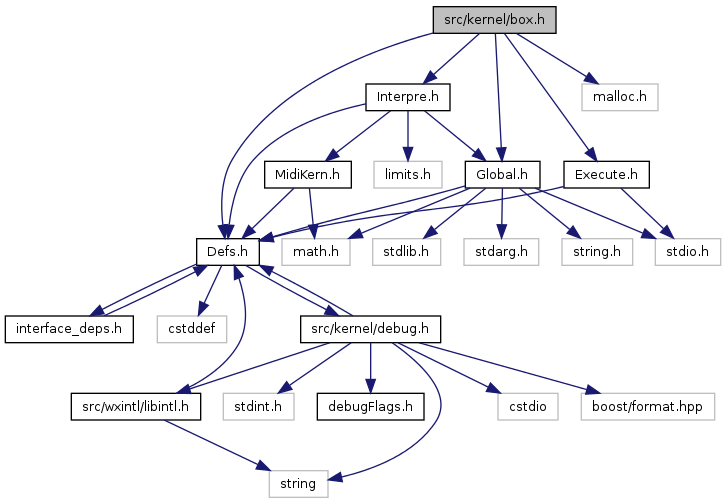 src/kernel/box.h
Interpre.h
malloc.h
MidiKern.h
limits.h
Global.h
Execute.h
Defs.h
math.h
stdlib.h
stdarg.h
string.h
stdio.h
interface_deps.h
cstddef
src/kernel/debug.h
src/wxintl/libintl.h
stdint.h
debugFlags.h
cstdio
boost/format.hpp
string